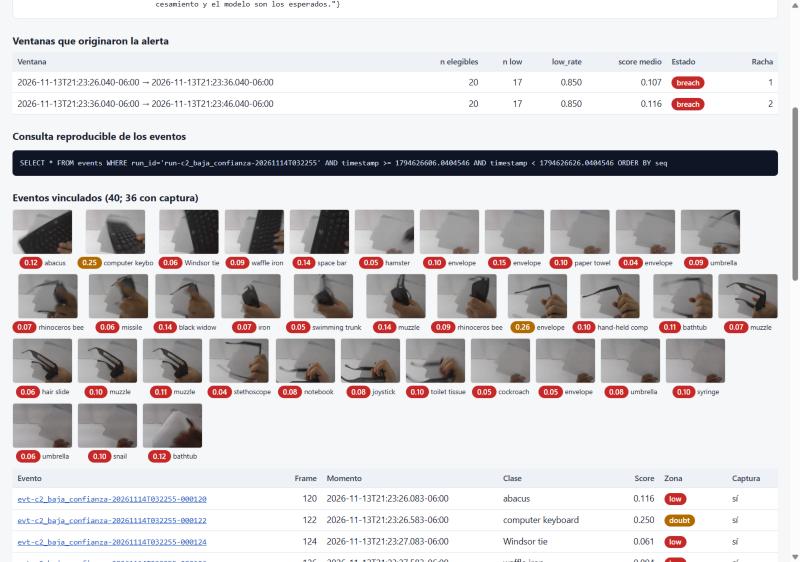 cesamiento y el modelo son los esperados."}
Ventanas que originaron la alerta
Ventana n elegibles n low low_rate score medio Estado Racha
2026-11-13T21:23:26.040-06:00 → 2026-11-13T21:23:36.040-06:00 20 17 0.850 0.107 breach 1
2026-11-13T21:23:36.040-06:00 → 2026-11-13T21:23:46.040-06:00 20 17 0.850 0.116 breach 2
Consulta reproducible de los eventos
SELECT * FROM events WHERE run_id='run-c2_baja_confianza-20261114T032255' AND timestamp >= 1794626606.0404546 AND timestamp < 1794626626.0404546 ORDER BY seq
Eventos vinculados (40; 36 con captura)
0.12 abacus 0.25 computer keybo 0.06 Windsor tie 0.09 waffle iron 0.14 space bar 0.05 hamster 0.10 envelope 0.15 envelope 0.10 paper towel 0.04 envelope 0.09 umbrella
0.07 rhinoceros bee 0.06 missile 0.14 black widow 0.07 iron 0.05 swimming trunk 0.14 muzzle 0.09 rhinoceros bee 0.26 envelope 0.10 hand-held comp 0.11 bathtub 0.07 muzzle
0.06 hair slide 0.10 muzzle 0.11 muzzle 0.04 stethoscope 0.08 notebook 0.08 joystick 0.10 toilet tissue 0.05 cockroach 0.05 envelope 0.08 umbrella 0.10 syringe
0.06 umbrella 0.10 snail 0.12 bathtub
Evento Frame Momento Clase Score Zona Captura
evt-c2_baja_confianza-20261114T032255-000120 120 2026-11-13T21:23:26.083-06:00 abacus 0.116 low sí
evt-c2_baja_confianza-20261114T032255-000122 122 2026-11-13T21:23:26.583-06:00 computer keyboard 0.250 doubt sí
evt-c2_baja_confianza-20261114T032255-000124 124 2026-11-13T21:23:27.083-06:00 Windsor tie 0.061 low sí